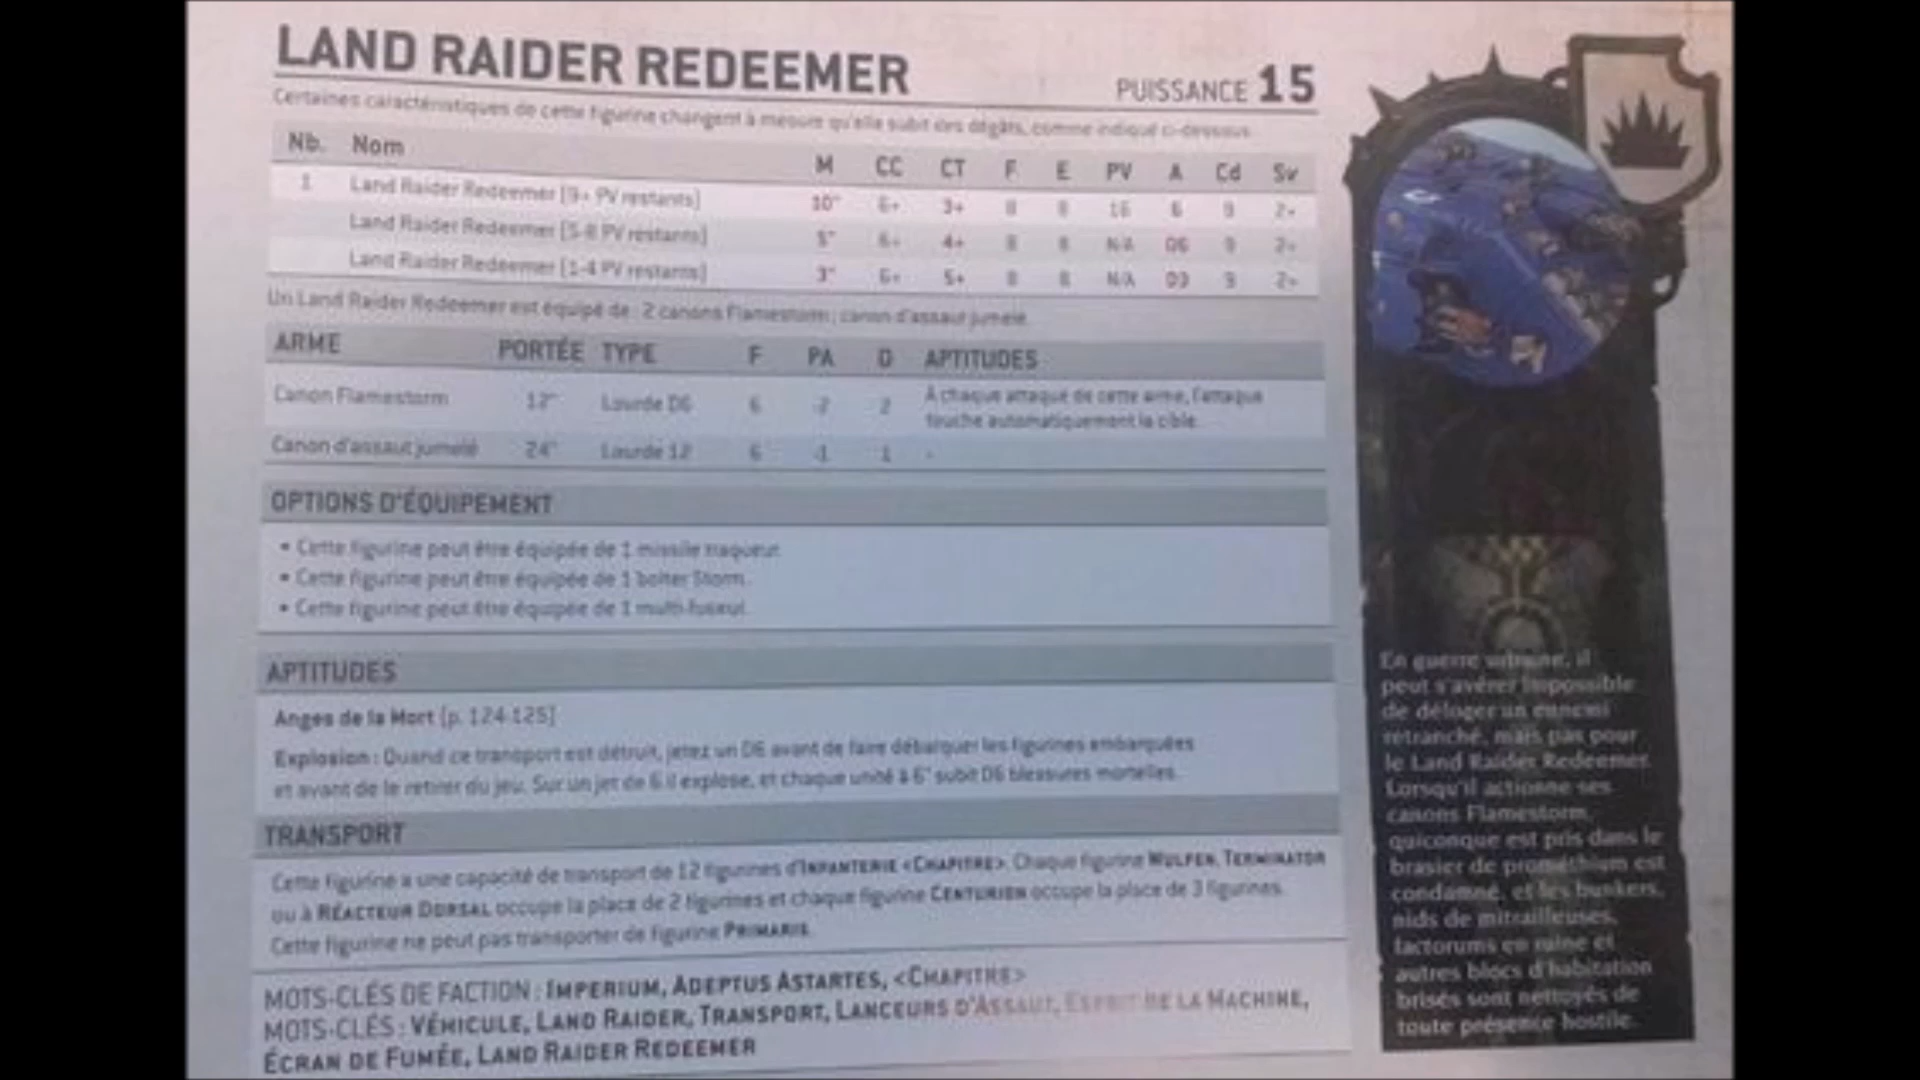 LAND RAIDER REDEEMER
PUISSANCE 15
Certaines caractéristiques de cette figurine changent à mesure qu'elle subit des dégâts, comme indiqué ci-dessous.
Nb. Nom M CC CT F E PV A Cd Sv
1 Land Raider Redeemer [9+ PV restants] 10" 6+ 3+ 8 8 16 6 9 2+
Land Raider Redeemer [5-8 PV restants] 5" 6+ 4+ 8 8 N/A D6 9 2+
Land Raider Redeemer [1-4 PV restants] 3" 6+ 5+ 8 8 N/A D3 9 2+
Un Land Raider Redeemer est équipé de : 2 canons Flamestorm ; canon d'assaut jumelé.
ARME PORTÉE TYPE F PA D APTITUDES
Canon Flamestorm 12" Lourde D6 6 -2 2 À chaque attaque de cette arme, l'attaque
touche automatiquement la cible.
Canon d'assaut jumelé 24" Lourde 12 6 -1 1 -
OPTIONS D'ÉQUIPEMENT
• Cette figurine peut être équipée de 1 missile traqueur.
• Cette figurine peut être équipée de 1 bolter Storm.
• Cette figurine peut être équipée de 1 multi-fuseur.
APTITUDES
Anges de la Mort [p. 124-125]
Explosion : Quand ce transport est détruit, jetez un D6 avant de faire débarquer les figurines embarquées
et avant de le retirer du jeu. Sur un jet de 6 il explose, et chaque unité à 6" subit D6 blessures mortelles.
TRANSPORT
Cette figurine a une capacité de transport de 12 figurines d'INFANTERIE <CHAPITRE>. Chaque figurine WULFEN, TERMINATOR
ou à RÉACTEUR DORSAL occupe la place de 2 figurines et chaque figurine CENTURION occupe la place de 3 figurines.
Cette figurine ne peut pas transporter de figurine PRIMARIS.
MOTS-CLÉS DE FACTION : IMPERIUM, ADEPTUS ASTARTES, <CHAPITRE>
MOTS-CLÉS : VÉHICULE, LAND RAIDER, TRANSPORT, LANCEURS D'ASSAUT, ESPRIT DE LA MACHINE,
ÉCRAN DE FUMÉE, LAND RAIDER REDEEMER
En guerre urbaine, il
peut s'avérer impossible
de déloger un ennemi
retranché, mais pas pour
le Land Raider Redeemer.
Lorsqu'il actionne ses
canons Flamestorm,
quiconque est pris dans le
brasier de prométhium est
condamné, et les bunkers,
nids de mitrailleuses,
factorums en ruine et
autres blocs d'habitation
brisés sont nettoyés de
toute présence hostile.